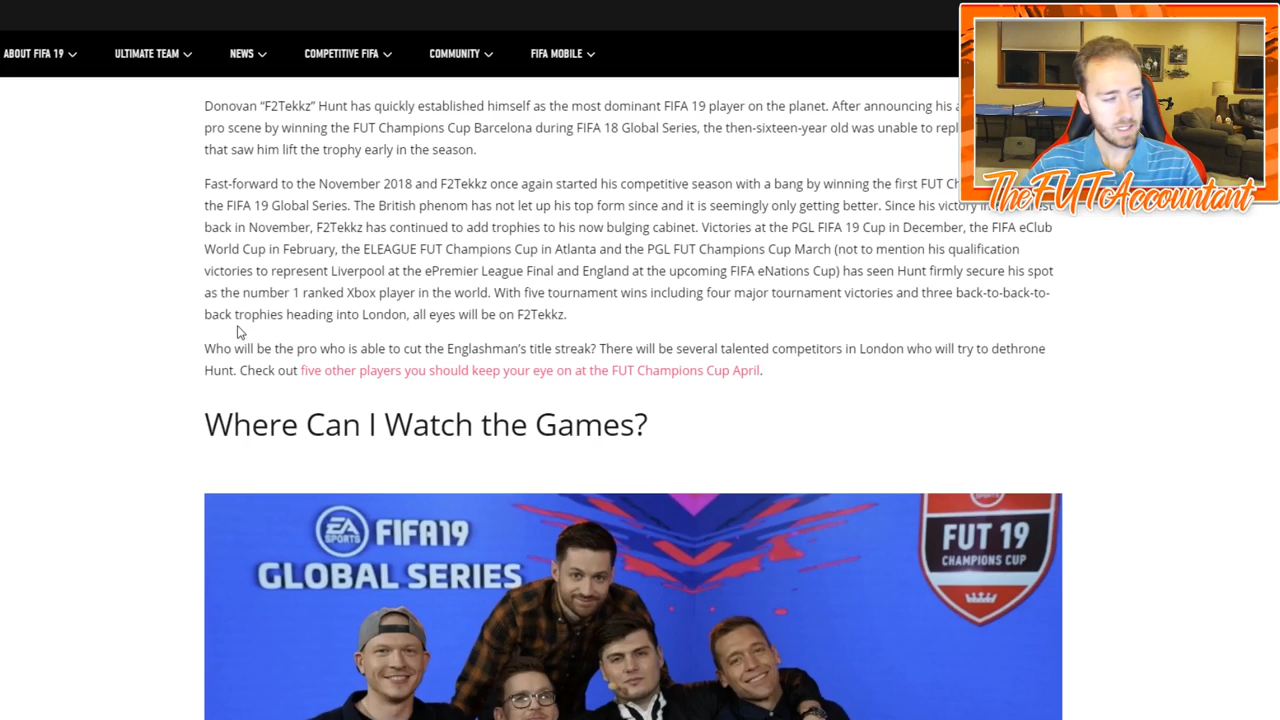 ABOUT FIFA 19 ULTIMATE TEAM NEWS COMPETITIVE FIFA COMMUNITY FIFA MOBILE
Donovan “F2Tekkz” Hunt has quickly established himself as the most dominant FIFA 19 player on the planet. After announcing his a
pro scene by winning the FUT Champions Cup Barcelona during FIFA 18 Global Series, the then-sixteen-year old was unable to repl
that saw him lift the trophy early in the season.
Fast-forward to the November 2018 and F2Tekkz once again started his competitive season with a bang by winning the first FUT Ch
the FIFA 19 Global Series. The British phenom has not let up his top form since and it is seemingly only getting better. Since his victory in
back in November, F2Tekkz has continued to add trophies to his now bulging cabinet. Victories at the PGL FIFA 19 Cup in December, the FIFA eClub
World Cup in February, the ELEAGUE FUT Champions Cup in Atlanta and the PGL FUT Champions Cup March (not to mention his qualification
victories to represent Liverpool at the ePremier League Final and England at the upcoming FIFA eNations Cup) has seen Hunt firmly secure his spot
as the number 1 ranked Xbox player in the world. With five tournament wins including four major tournament victories and three back-to-back-to-
back trophies heading into London, all eyes will be on F2Tekkz.
Who will be the pro who is able to cut the Englashman’s title streak? There will be several talented competitors in London who will try to dethrone
Hunt. Check out five other players you should keep your eye on at the FUT Champions Cup April.
Where Can I Watch the Games?
EA SPORTS FIFA19
GLOBAL SERIES
FUT 19
CHAMPIONS CUP
TheFUTAccountant